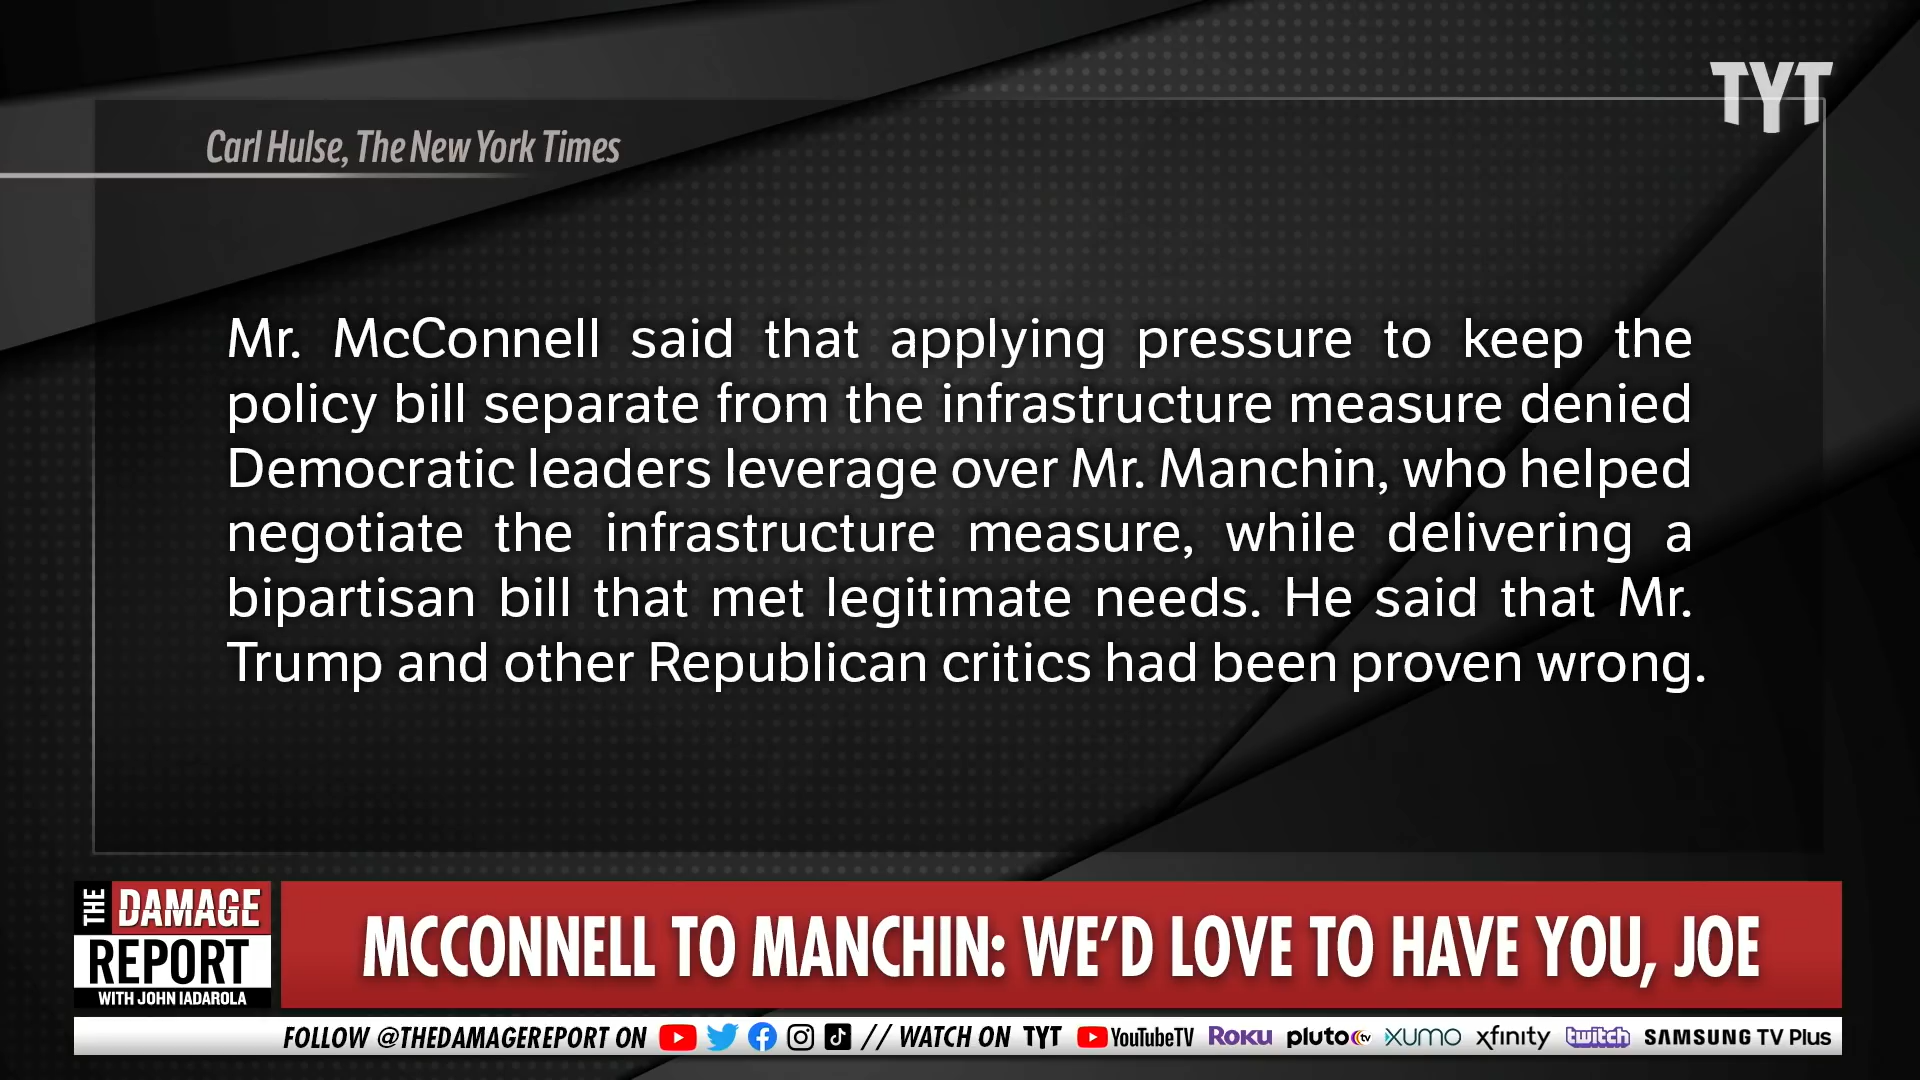 TYT
Carl Hulse, The New York Times
Mr. McConnell said that applying pressure to keep the
policy bill separate from the infrastructure measure denied
Democratic leaders leverage over Mr. Manchin, who helped
negotiate the infrastructure measure, while delivering a
bipartisan bill that met legitimate needs. He said that Mr.
Trump and other Republican critics had been proven wrong.
THE DAMAGE
REPORT
WITH JOHN IADAROLA
MCCONNELL TO MANCHIN: WE’D LOVE TO HAVE YOU, JOE
FOLLOW @THEDAMAGEREPORT ON // WATCH ON TYT YouTubeTV ROKU pluto tv XUMO xfinity twitch SAMSUNG TV Plus